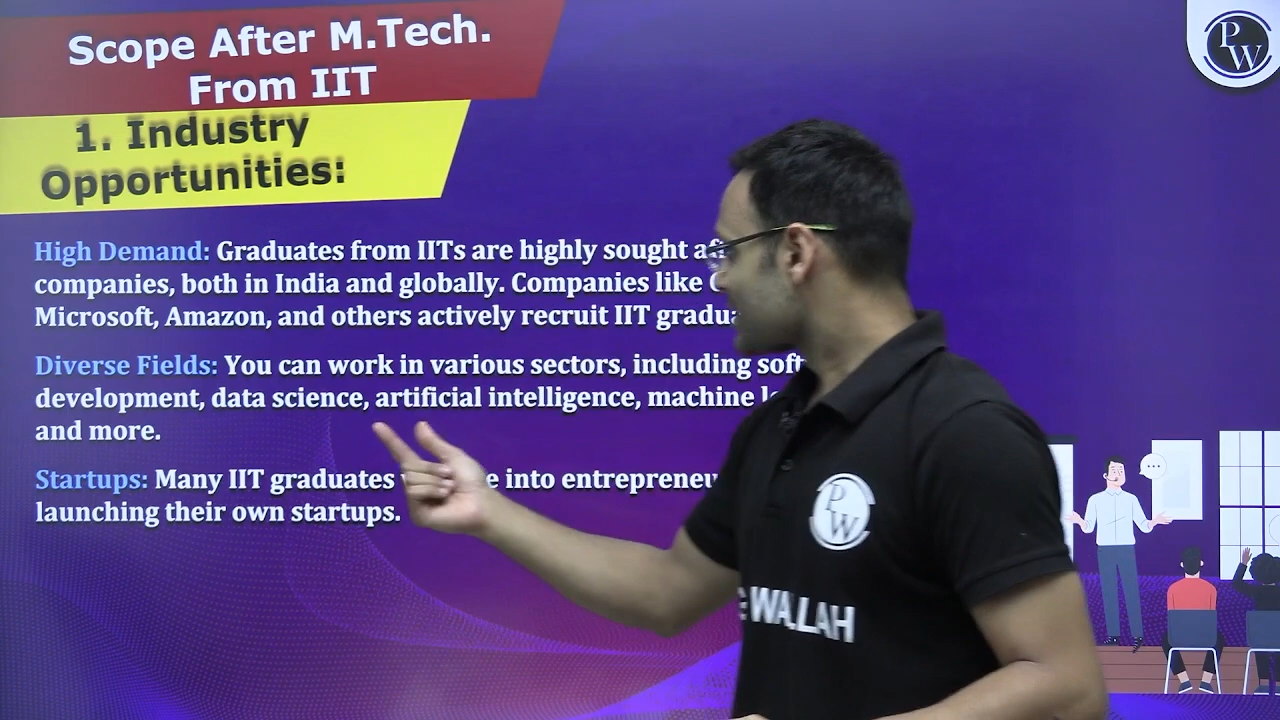 Scope After M.Tech.
From IIT
PW
1. Industry
Opportunities:
High Demand: Graduates from IITs are highly sought
companies, both in India and globally. Companies like
Microsoft, Amazon, and others actively recruit IIT
Diverse Fields: You can work in various sectors, including
development, data science, artificial intelligence, machine
and more.
Startups: Many IIT graduates into
launching their own startups.
PW
WALLAH